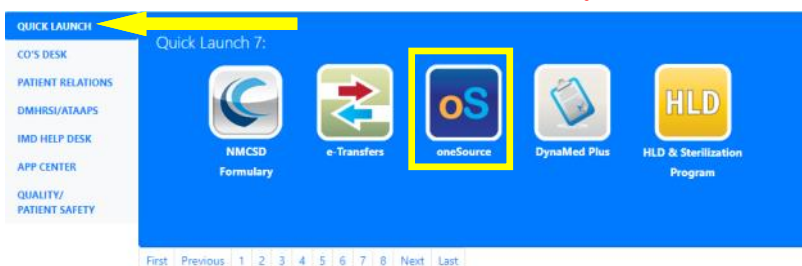 QUICK LAUNCH
CO'S DESK
PATIENT RELATIONS
DMHRSI/ATAAPS
IMD HELP DESK
APP CENTER
QUALITY/
PATIENT SAFETY
Quick Launch 7:
NMCSD
Formulary
e-Transfers
oS
oneSource
DynaMed Plus
HLD
HLD & Sterilization
Program
First Previous 1 2 3 4 5 6 7 8 Next Last